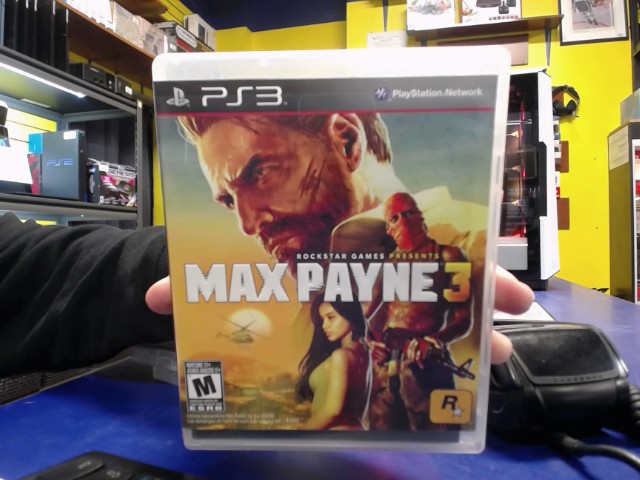 PS3
PlayStation Network
ROCKSTAR GAMES PRESENTS
MAX PAYNE 3
MATURE 17+
M
ESRB
R
PS2